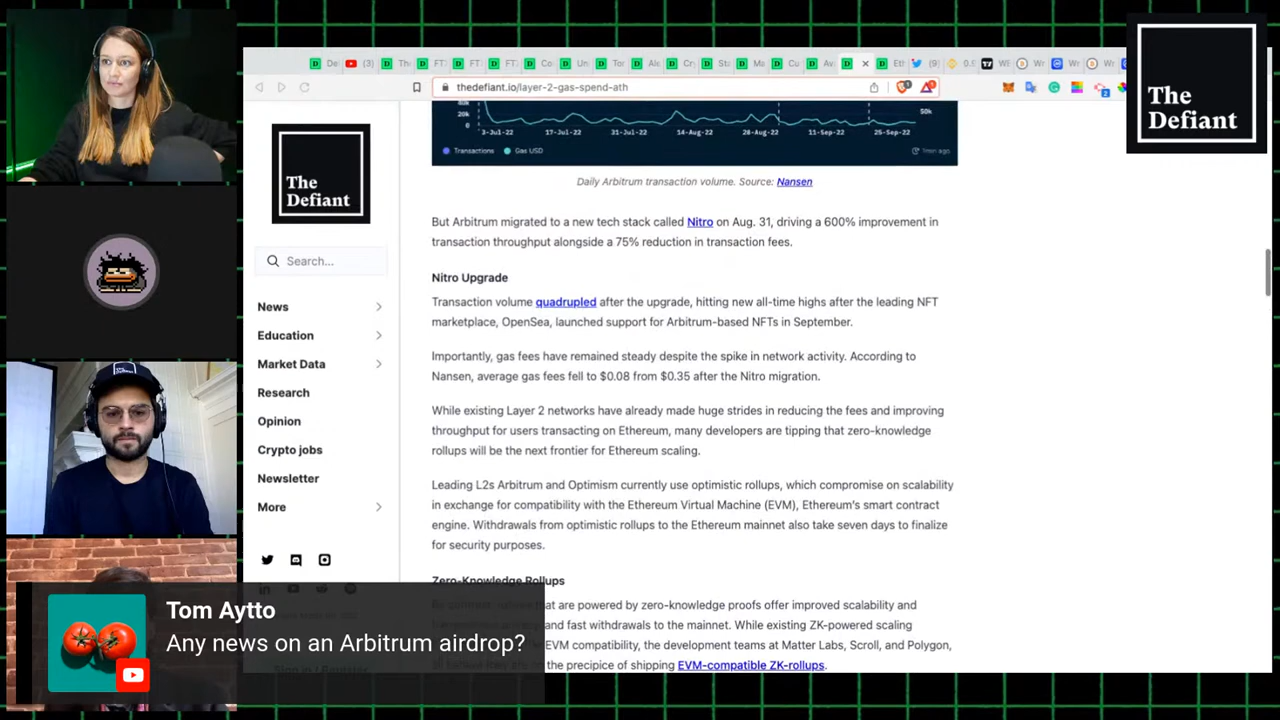 The
Defiant
thedefiant.io/layer-2-gas-spend-ath
The
Defiant
Search...
News
Education
Market Data
Research
Opinion
Crypto jobs
Newsletter
More
20k
0
50k
3-Jul-22 17-Jul-22 31-Jul-22 14-Aug-22 28-Aug-22 11-Sep-22 25-Sep-22
Transactions Gas USD 1min ago
Daily Arbitrum transaction volume. Source: Nansen
But Arbitrum migrated to a new tech stack called Nitro on Aug. 31, driving a 600% improvement in
transaction throughput alongside a 75% reduction in transaction fees.
Nitro Upgrade
Transaction volume quadrupled after the upgrade, hitting new all-time highs after the leading NFT
marketplace, OpenSea, launched support for Arbitrum-based NFTs in September.
Importantly, gas fees have remained steady despite the spike in network activity. According to
Nansen, average gas fees fell to $0.08 from $0.35 after the Nitro migration.
While existing Layer 2 networks have already made huge strides in reducing the fees and improving
throughput for users transacting on Ethereum, many developers are tipping that zero-knowledge
rollups will be the next frontier for Ethereum scaling.
Leading L2s Arbitrum and Optimism currently use optimistic rollups, which compromise on scalability
in exchange for compatibility with the Ethereum Virtual Machine (EVM), Ethereum's smart contract
engine. Withdrawals from optimistic rollups to the Ethereum mainnet also take seven days to finalize
for security purposes.
Zero-Knowledge Rollups
that are powered by zero-knowledge proofs offer improved scalability and
and fast withdrawals to the mainnet. While existing ZK-powered scaling
EVM compatibility, the development teams at Matter Labs, Scroll, and Polygon,
the precipice of shipping EVM-compatible ZK-rollups.
Tom Aytto
Any news on an Arbitrum airdrop?